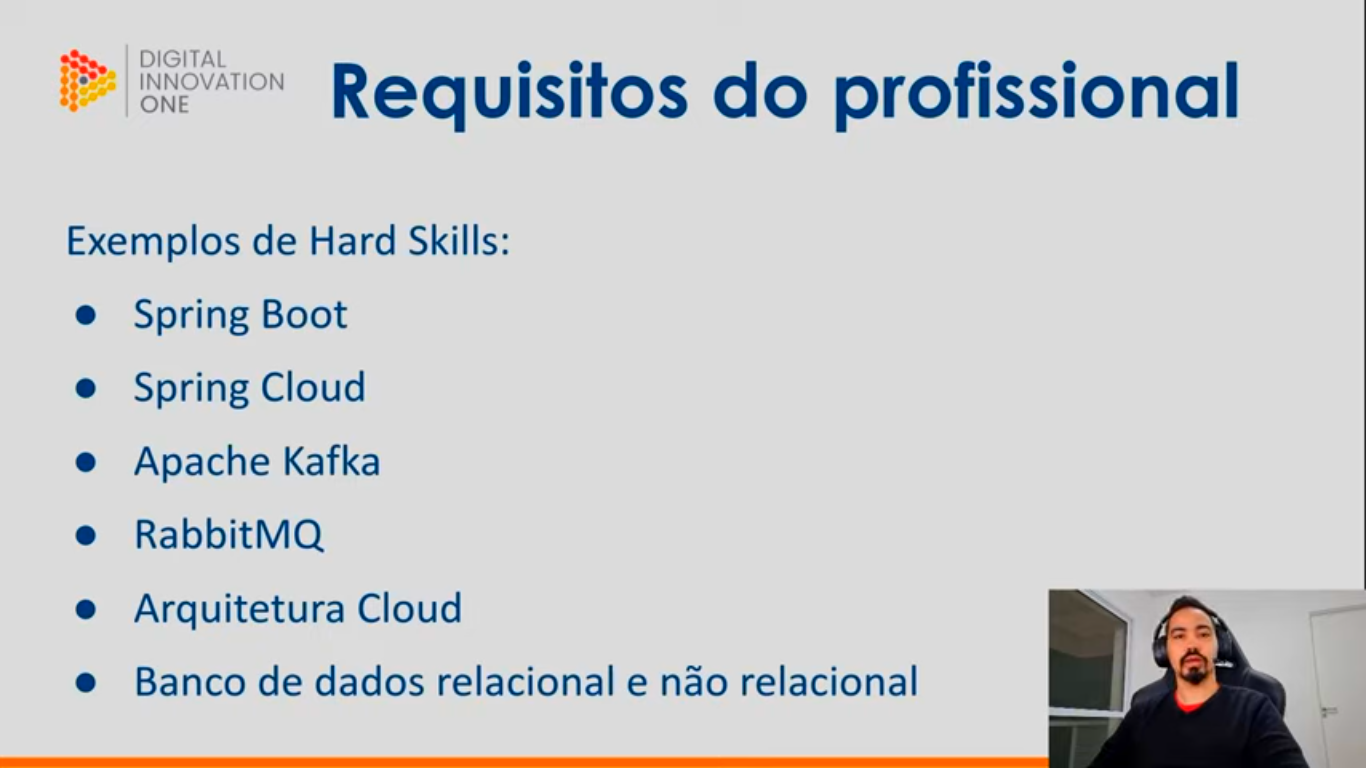 DIGITAL
INNOVATION
ONE
Requisitos do profissional
Exemplos de Hard Skills:
● Spring Boot
● Spring Cloud
● Apache Kafka
● RabbitMQ
● Arquitetura Cloud
● Banco de dados relacional e não relacional